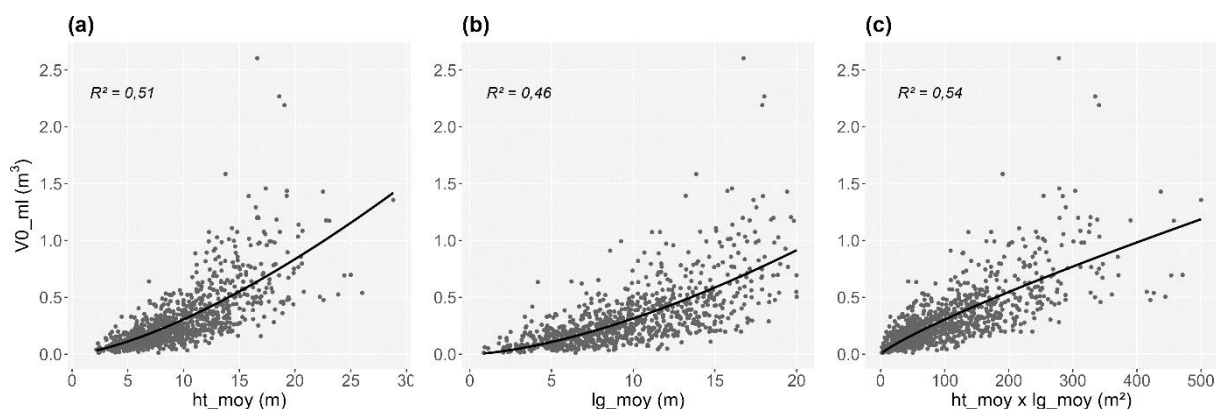 (a)
(b)
(c)
V0_ml (m³)
2.5
2.0
1.5
1.0
0.5
0.0
R² = 0,51
0 5 10 15 20 25 30
ht_moy (m)
2.5
2.0
1.5
1.0
0.5
0.0
R² = 0,46
0 5 10 15 20
lg_moy (m)
2.5
2.0
1.5
1.0
0.5
0.0
R² = 0,54
0 100 200 300 400 500
ht_moy x lg_moy (m²)